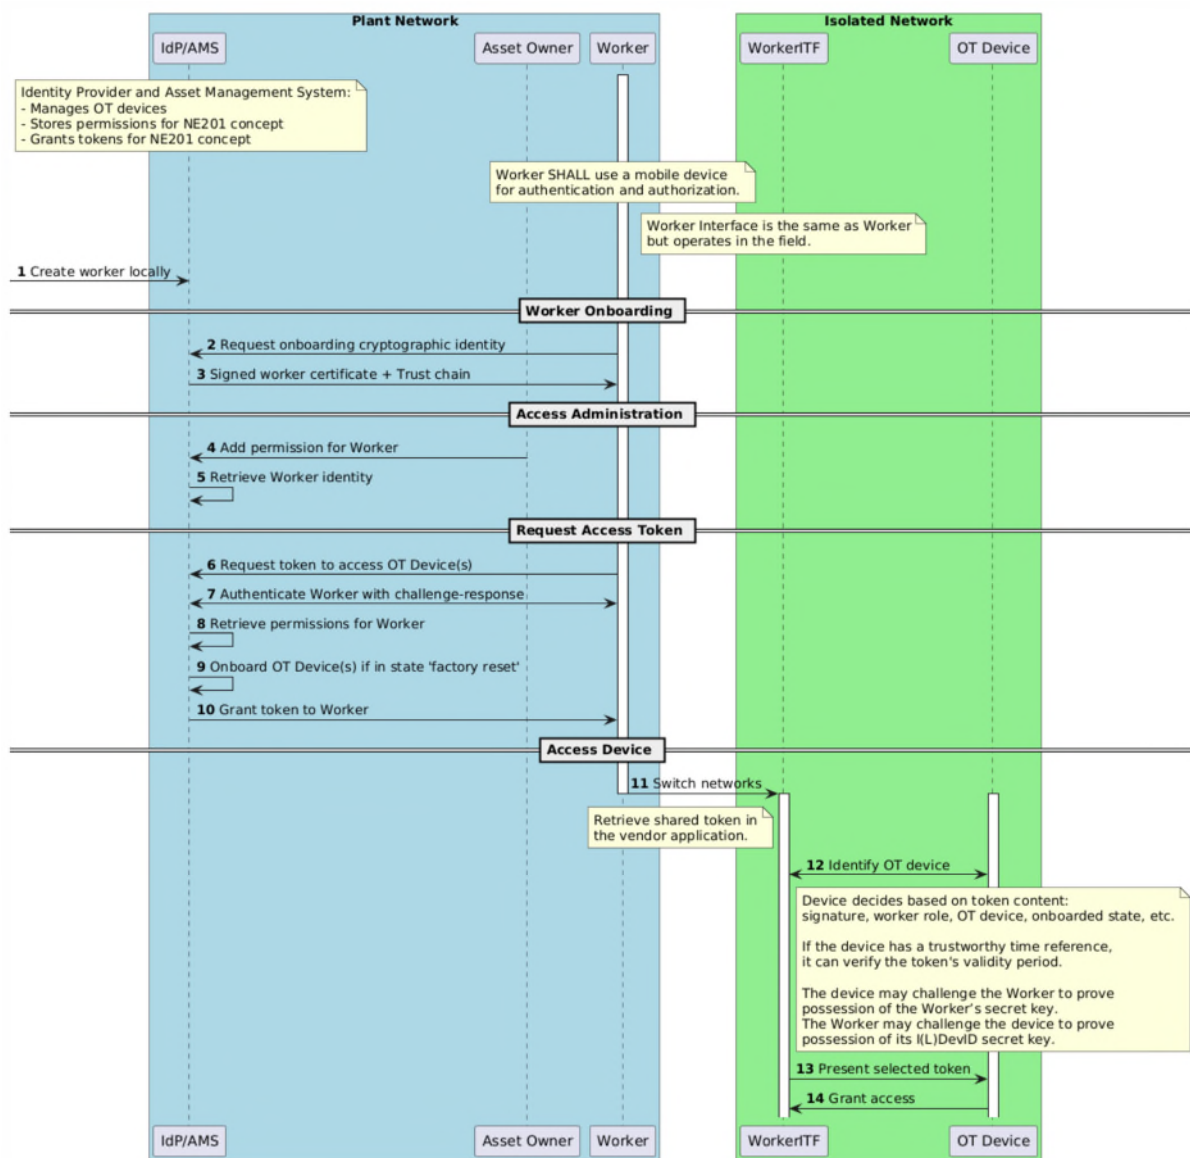 Plant Network
Isolated Network
IdP/AMS
Asset Owner
Worker
WorkerITF
OT Device
Identity Provider and Asset Management System:
- Manages OT devices
- Stores permissions for NE201 concept
- Grants tokens for NE201 concept
Worker SHALL use a mobile device
for authentication and authorization.
Worker Interface is the same as Worker
but operates in the field.
1 Create worker locally
Worker Onboarding
2 Request onboarding cryptographic identity
3 Signed worker certificate + Trust chain
Access Administration
4 Add permission for Worker
5 Retrieve Worker identity
Request Access Token
6 Request token to access OT Device(s)
7 Authenticate Worker with challenge-response
8 Retrieve permissions for Worker
9 Onboard OT Device(s) if in state 'factory reset'
10 Grant token to Worker
Access Device
11 Switch networks
Retrieve shared token in
the vendor application.
12 Identify OT device
Device decides based on token content:
signature, worker role, OT device, onboarded state, etc.
If the device has a trustworthy time reference,
it can verify the token's validity period.
The device may challenge the Worker to prove
possession of the Worker's secret key.
The Worker may challenge the device to prove
possession of its I(L)DevID secret key.
13 Present selected token
14 Grant access
IdP/AMS
Asset Owner
Worker
WorkerITF
OT Device